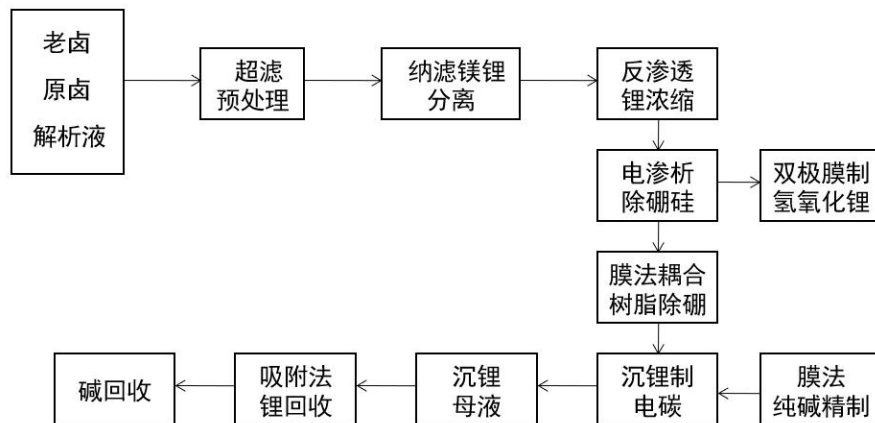 老卤
原卤
解析液
超滤
预处理
纳滤镁锂
分离
反渗透
锂浓缩
电渗析
除硼硅
双极膜制
氢氧化锂
膜法耦合
树脂除硼
碱回收
吸附法
锂回收
沉锂
母液
沉锂制
电碳
膜法
纯碱精制